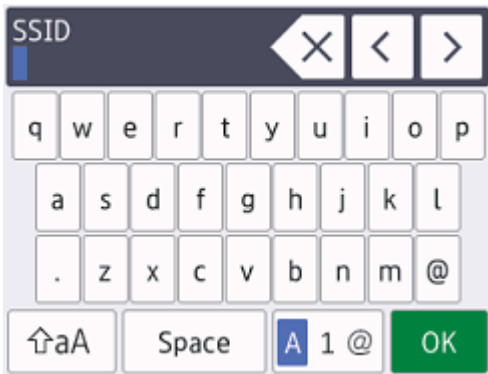 SSID
q w e r t y u i o p
a s d f g h j k l
. z x c v b n m @
aA Space A 1 @ OK